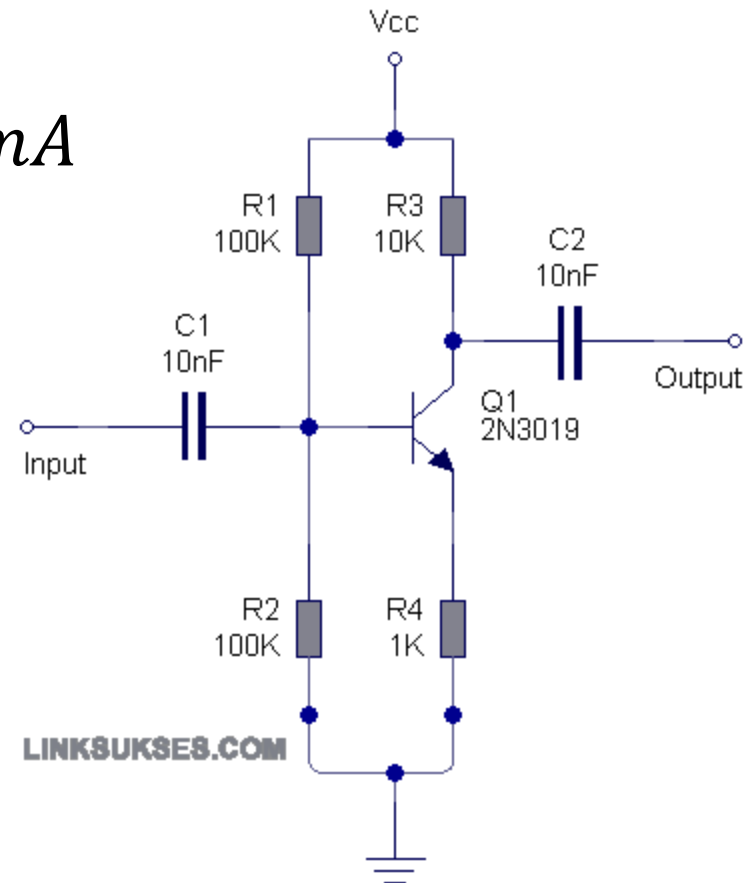 Vcc
mA
R1
100K
R3
10K
C2
10nF
C1
10nF
Output
Q1
2N3019
Input
R2
100K
R4
1K
LINKSUKSES.COM